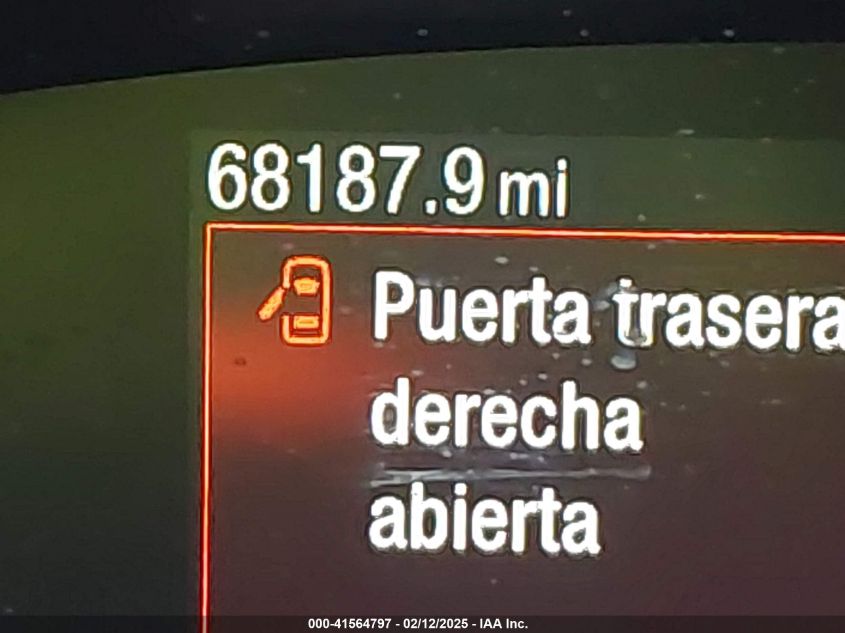 68187.9 mi
Puerta trasera
derecha
abierta
000-41564797 - 02/12/2025 - IAA Inc.